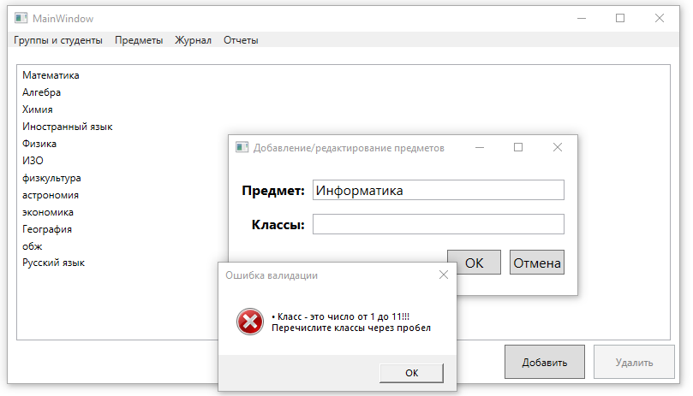 MainWindow
Группы и студенты Предметы Журнал Отчеты
Математика
Алгебра
Химия
Иностранный язык
Физика
ИЗО
физкультура
астрономия
экономика
География
обж
Русский язык
Добавление/редактирование предметов
Предмет: Информатика
Классы:
ОК Отмена
Ошибка валидации
• Класс - это число от 1 до 11!!!
Перечислите классы через пробел
ОК
Добавить Удалить